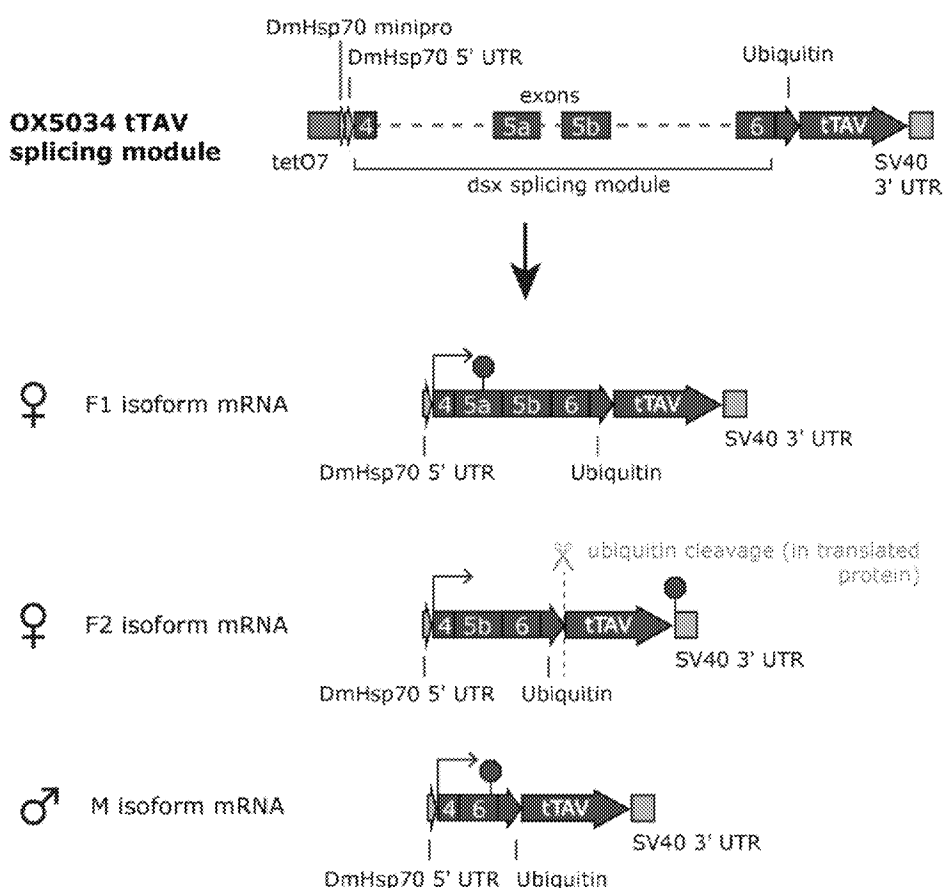 DmHsp70 minipro
DmHsp70 5' UTR
Ubiquitin
exons
OX5034 tTAV
splicing module
4
5a
5b
6
tTAV
tetO7
SV40
3' UTR
dsx splicing module
♀ F1 isoform mRNA
4 5a 5b 6 tTAV
SV40 3' UTR
DmHsp70 5' UTR
Ubiquitin
ubiquitin cleavage (in translated
protein)
♀ F2 isoform mRNA
4 5b 6 tTAV
SV40 3' UTR
DmHsp70 5' UTR
Ubiquitin
♂ M isoform mRNA
4 6 tTAV
SV40 3' UTR
DmHsp70 5' UTR
Ubiquitin